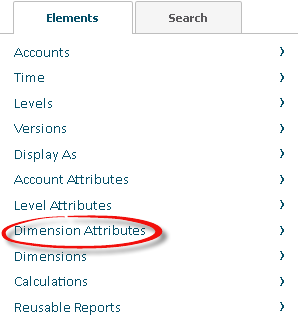 Elements Search
Accounts
Time
Levels
Versions
Display As
Account Attributes
Level Attributes
Dimension Attributes
Dimensions
Calculations
Reusable Reports